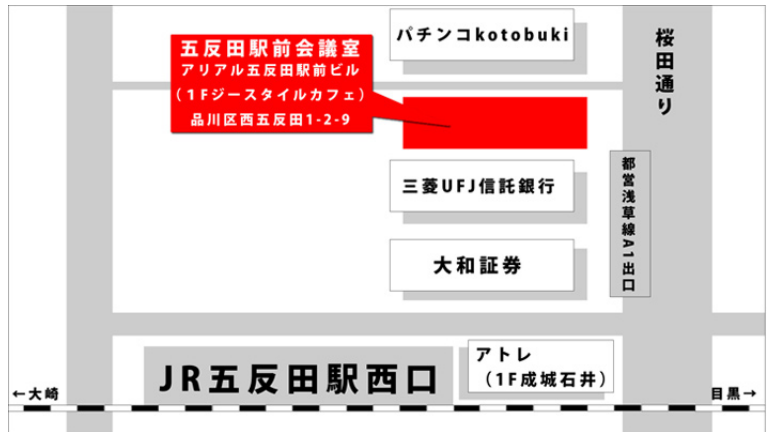 パチンコkotobuki
桜田通り
五反田駅前会議室
アリアル五反田駅前ビル
(1Fジースタイルカフェ)
品川区西五反田1-2-9
三菱UFJ信託銀行
都営浅草線A1出口
大和証券
アトレ
(1F成城石井)
JR五反田駅西口
←大崎
目黒→